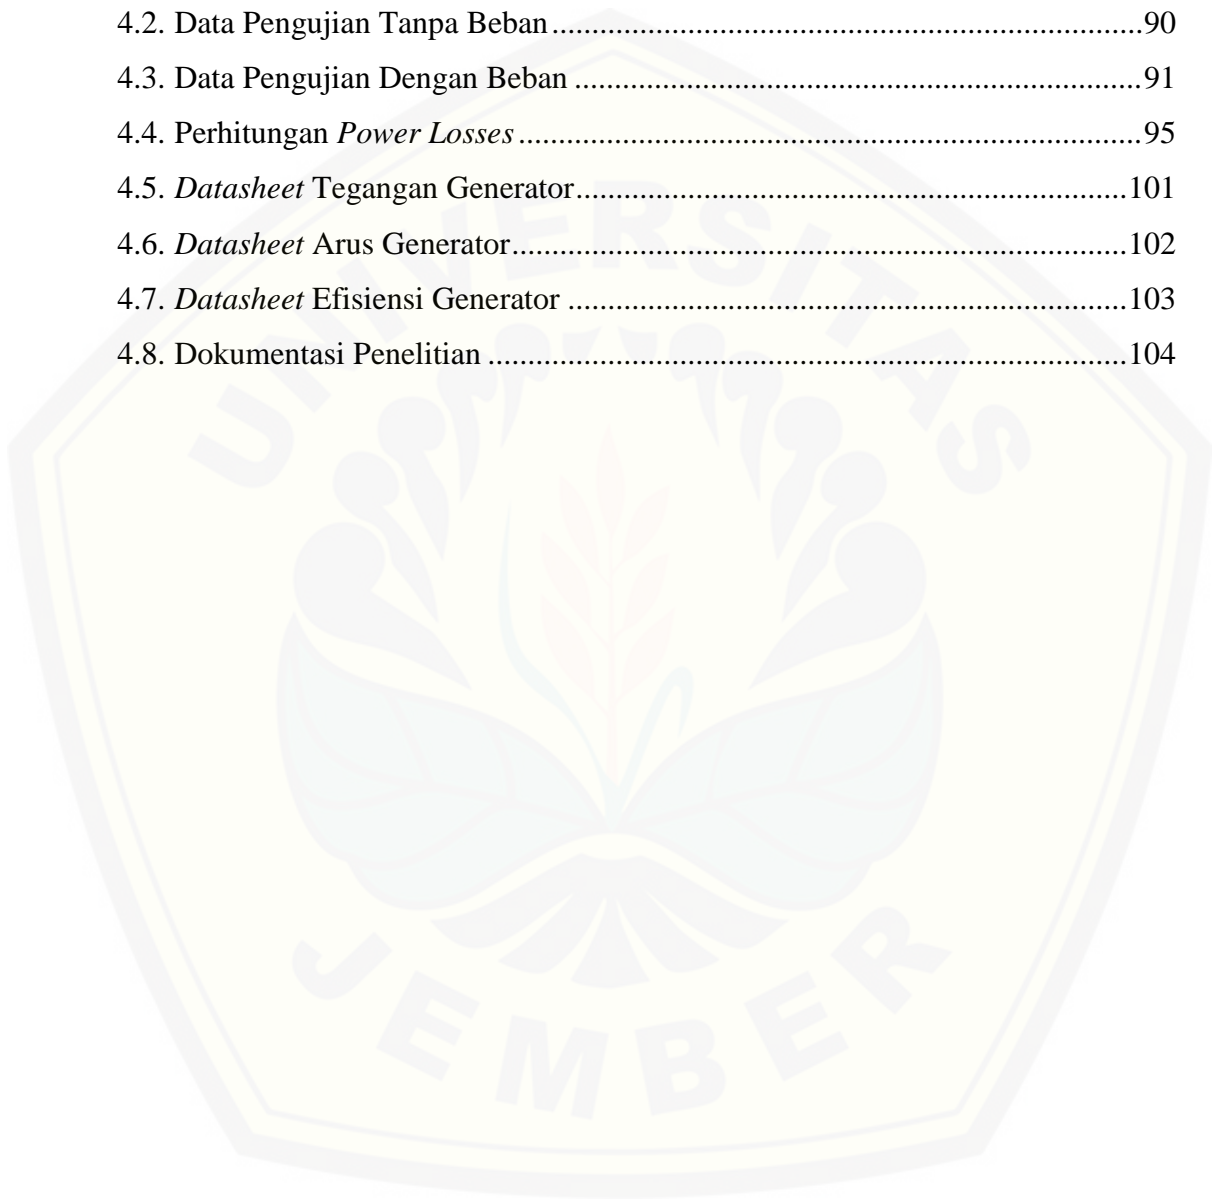 4.2. Data Pengujian Tanpa Beban.......................................................................90
4.3. Data Pengujian Dengan Beban ....................................................................91
4.4. Perhitungan Power Losses...........................................................................95
4.5. Datasheet Tegangan Generator..................................................................101
4.6. Datasheet Arus Generator..........................................................................102
4.7. Datasheet Efisiensi Generator ...................................................................103
4.8. Dokumentasi Penelitian .............................................................................104
UNIVERSITAS
JEMBER